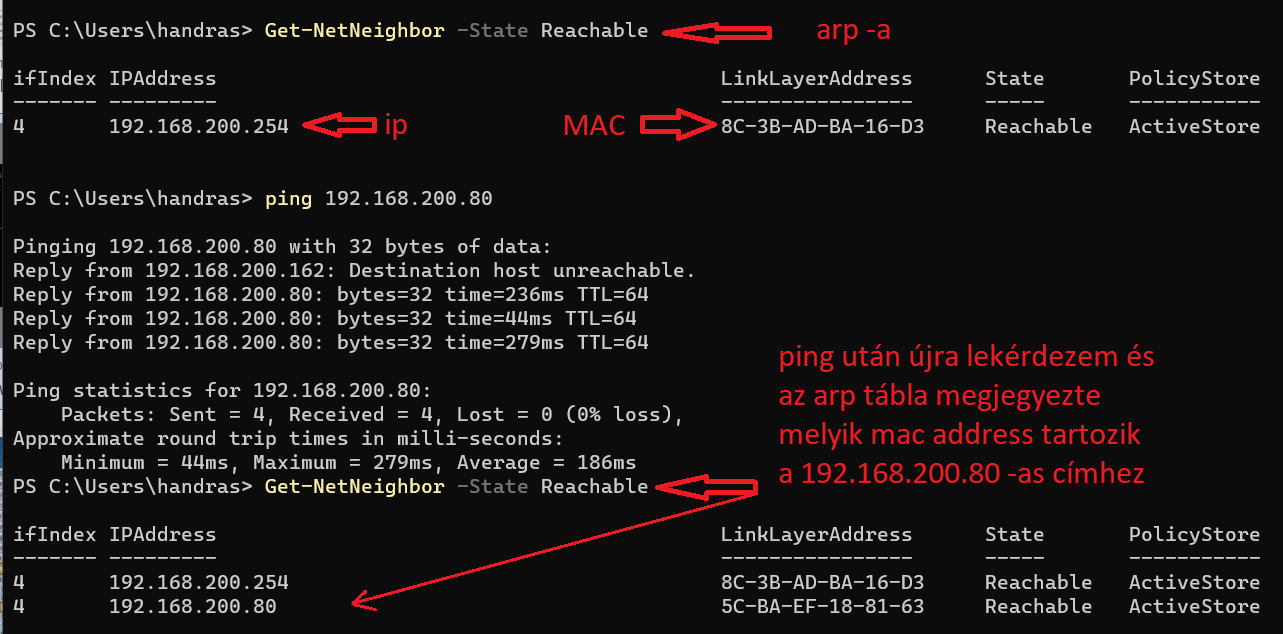 PS C:\Users\handras> Get-NetNeighbor -State Reachable arp -a
ifIndex IPAddress LinkLayerAddress State PolicyStore
------- --------- ---------------- ----- -----------
4 192.168.200.254 ip MAC 8C-3B-AD-BA-16-D3 Reachable ActiveStore
PS C:\Users\handras> ping 192.168.200.80
Pinging 192.168.200.80 with 32 bytes of data:
Reply from 192.168.200.162: Destination host unreachable.
Reply from 192.168.200.80: bytes=32 time=236ms TTL=64
Reply from 192.168.200.80: bytes=32 time=44ms TTL=64
Reply from 192.168.200.80: bytes=32 time=279ms TTL=64
Ping statistics for 192.168.200.80:
Packets: Sent = 4, Received = 4, Lost = 0 (0% loss),
Approximate round trip times in milli-seconds:
Minimum = 44ms, Maximum = 279ms, Average = 186ms
ping után újra lekérdezem és
az arp tábla megjegyezte
melyik mac address tartozik
a 192.168.200.80 -as címhez
PS C:\Users\handras> Get-NetNeighbor -State Reachable
ifIndex IPAddress LinkLayerAddress State PolicyStore
------- --------- ---------------- ----- -----------
4 192.168.200.254 8C-3B-AD-BA-16-D3 Reachable ActiveStore
4 192.168.200.80 5C-BA-EF-18-81-63 Reachable ActiveStore